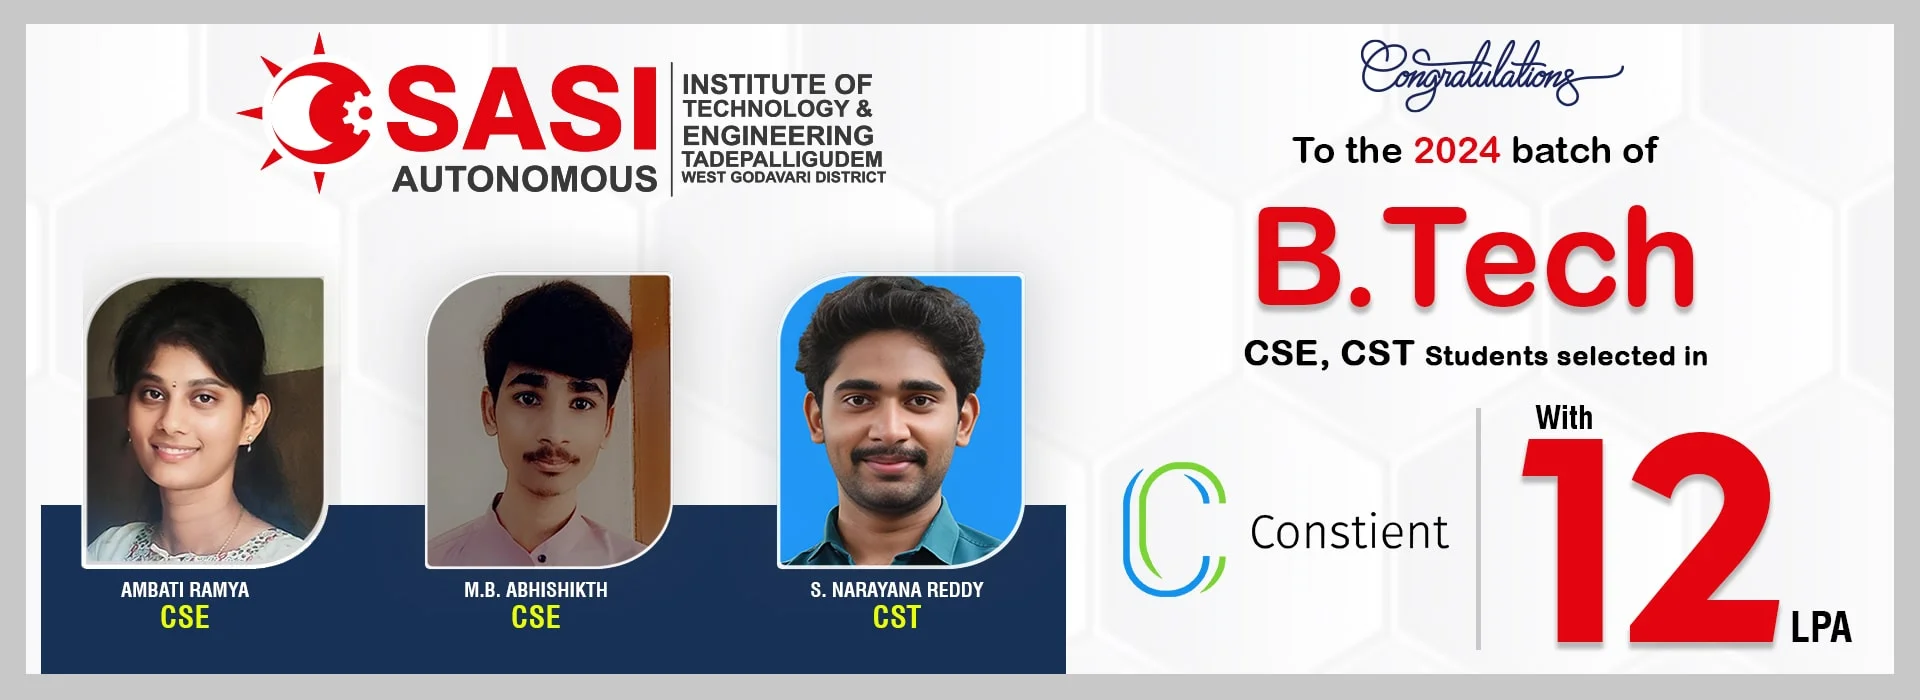 SASI
AUTONOMOUS
INSTITUTE OF
TECHNOLOGY &
ENGINEERING
TADEPALLIGUDEM
WEST GODAVARI DISTRICT
AMBATI RAMYA
CSE
M.B. ABHISHIKTH
CSE
S. NARAYANA REDDY
CST
Congratulations
To the 2024 batch of
B.Tech
CSE, CST Students selected in
Constient
With
12 LPA